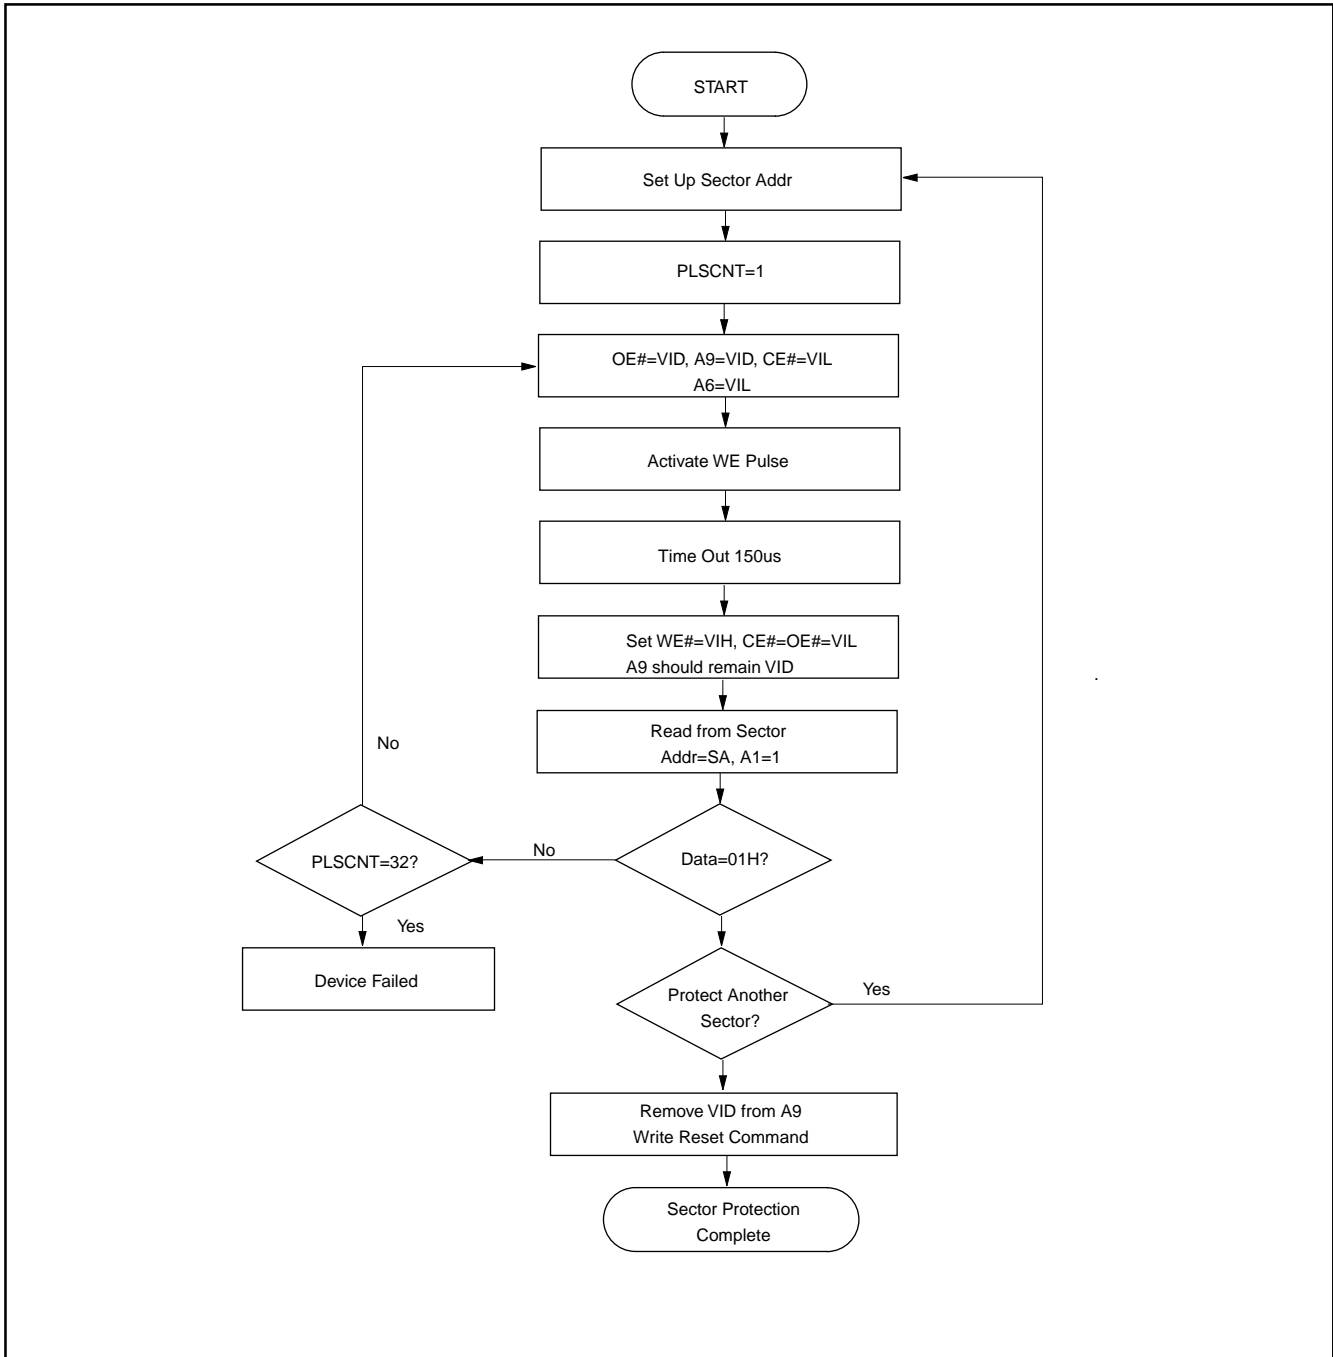 START
Set Up Sector Addr
PLSCNT=1
OE#=VID, A9=VID, CE#=VIL
A6=VIL
Activate WE Pulse
Time Out 150us
Set WE#=VIH, CE#=OE#=VIL
A9 should remain VID
Read from Sector
Addr=SA, A1=1
No
PLSCNT=32?
No
Data=01H?
Yes
Device Failed
Protect Another
Sector?
Yes
Remove VID from A9
Write Reset Command
Sector Protection
Complete
.